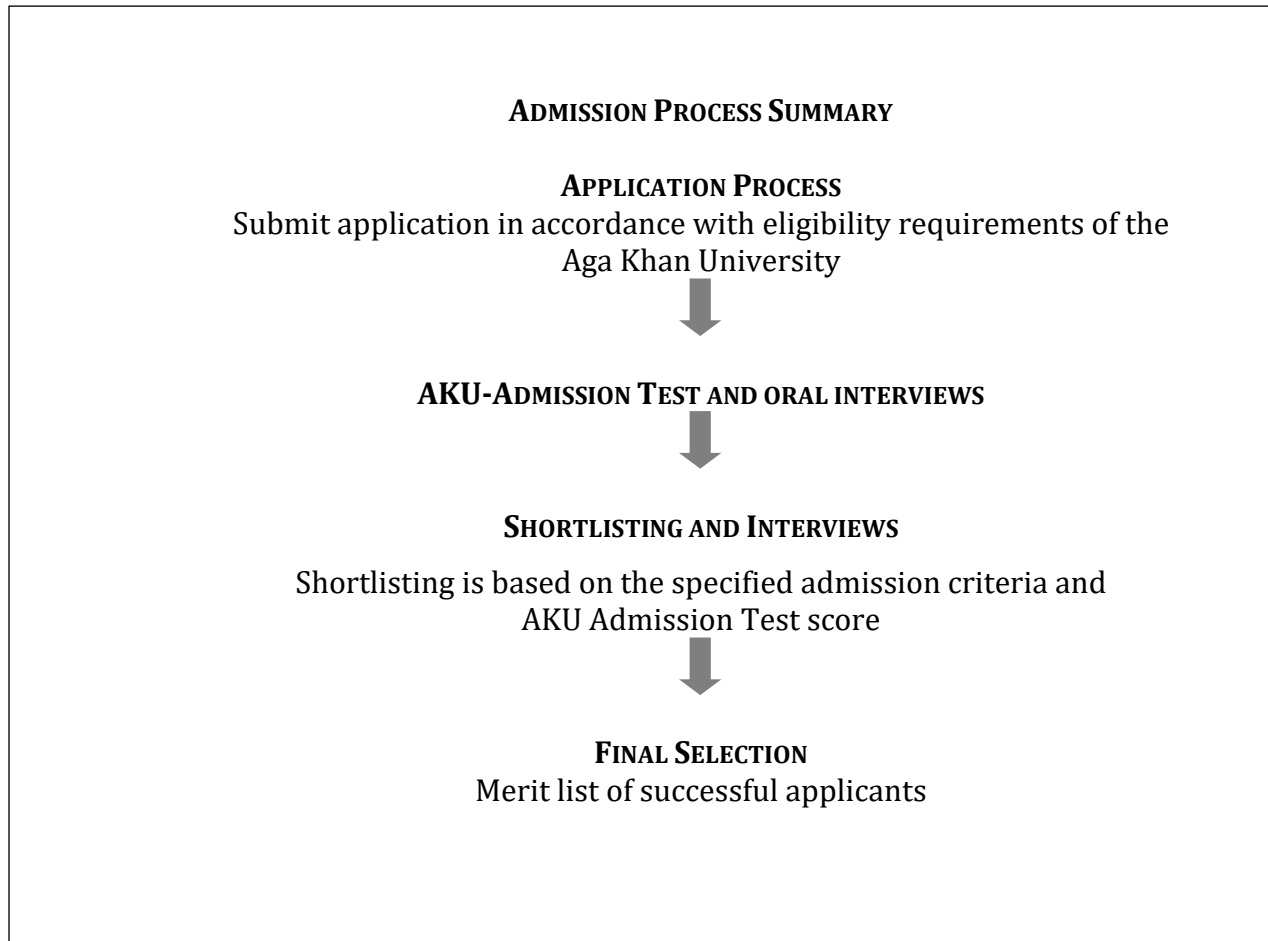 ADMISSION PROCESS SUMMARY
APPLICATION PROCESS
Submit application in accordance with eligibility requirements of the
Aga Khan University
AKU-ADMISSION TEST AND ORAL INTERVIEWS
SHORTLISTING AND INTERVIEWS
Shortlisting is based on the specified admission criteria and
AKU Admission Test score
FINAL SELECTION
Merit list of successful applicants